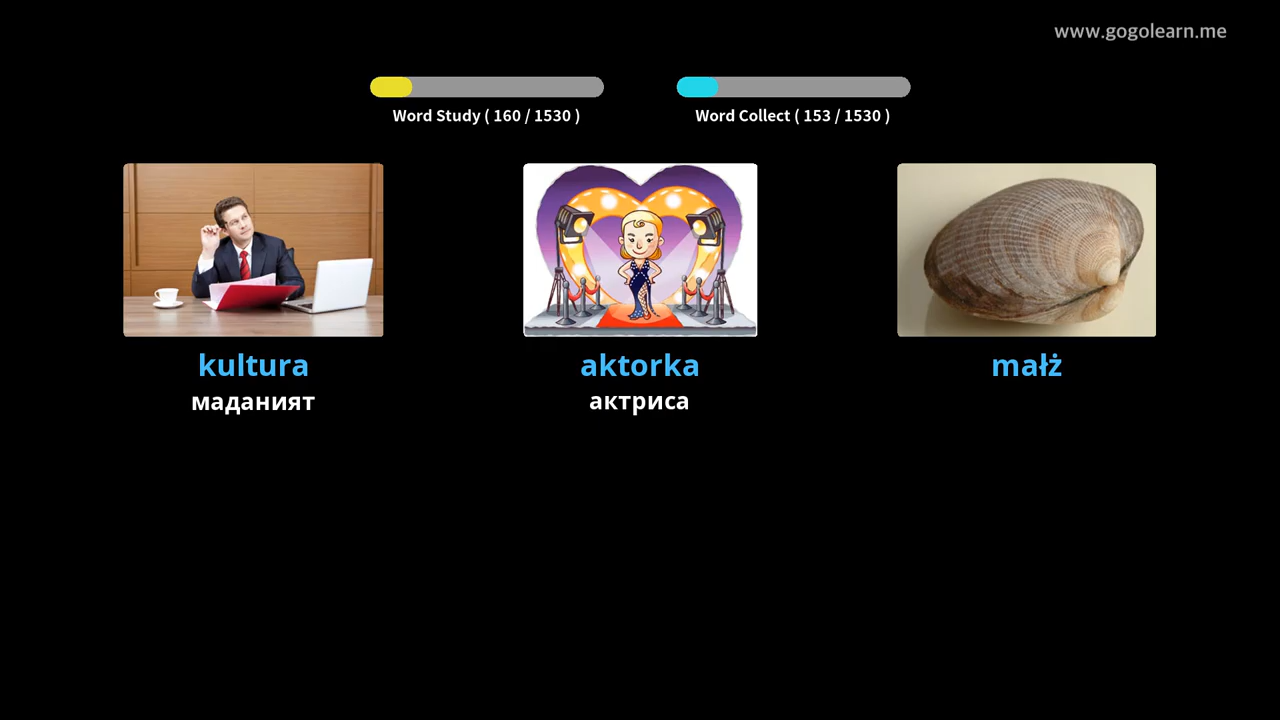 www.gogolearn.me
Word Study ( 160 / 1530 )
Word Collect ( 153 / 1530 )
kultura
маданият
aktorka
актриса
małż